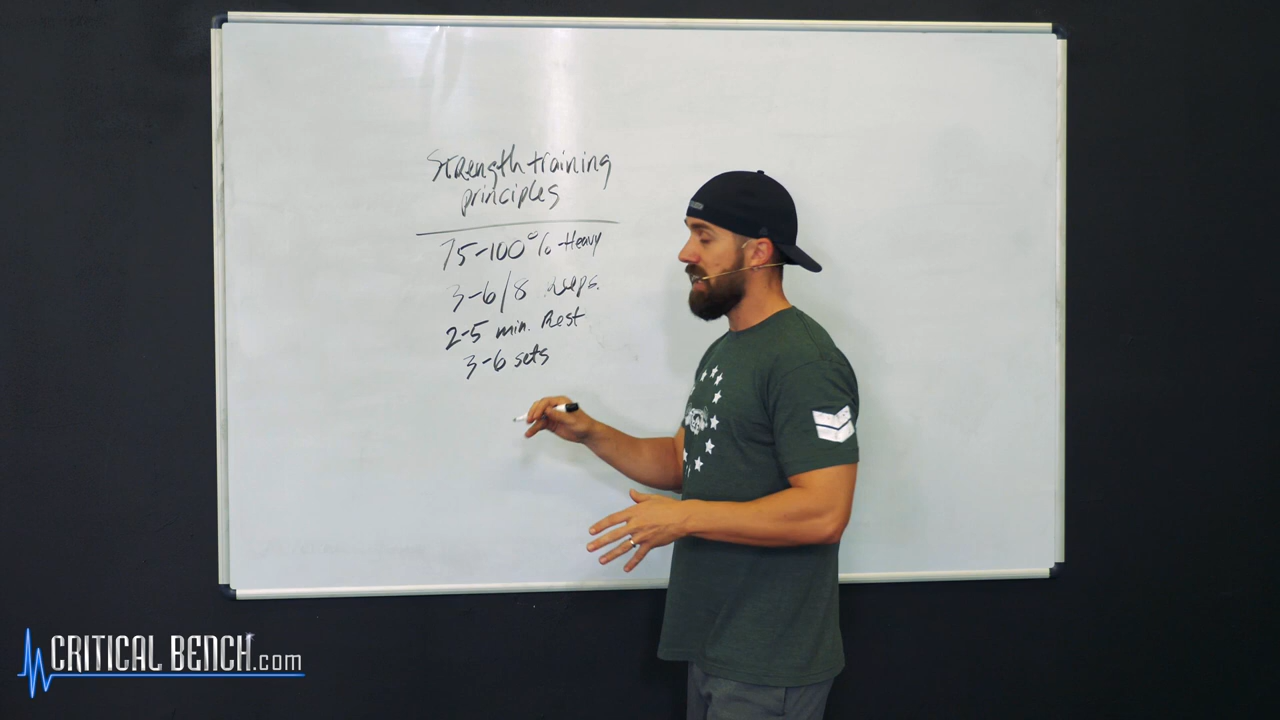 Strength training
principles
75-100% Heavy
3-6/8 Reps.
2-5 min. Rest
3-6 sets
CRITICAL BENCH.com